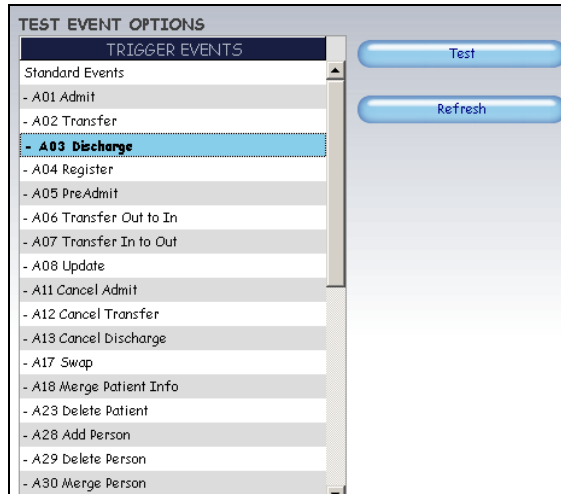 TEST EVENT OPTIONS
TRIGGER EVENTS
Standard Events
- A01 Admit
- A02 Transfer
- A03 Discharge
- A04 Register
- A05 PreAdmit
- A06 Transfer Out to In
- A07 Transfer In to Out
- A08 Update
- A11 Cancel Admit
- A12 Cancel Transfer
- A13 Cancel Discharge
- A17 Swap
- A18 Merge Patient Info
- A23 Delete Patient
- A28 Add Person
- A29 Delete Person
- A30 Merge Person
Test
Refresh